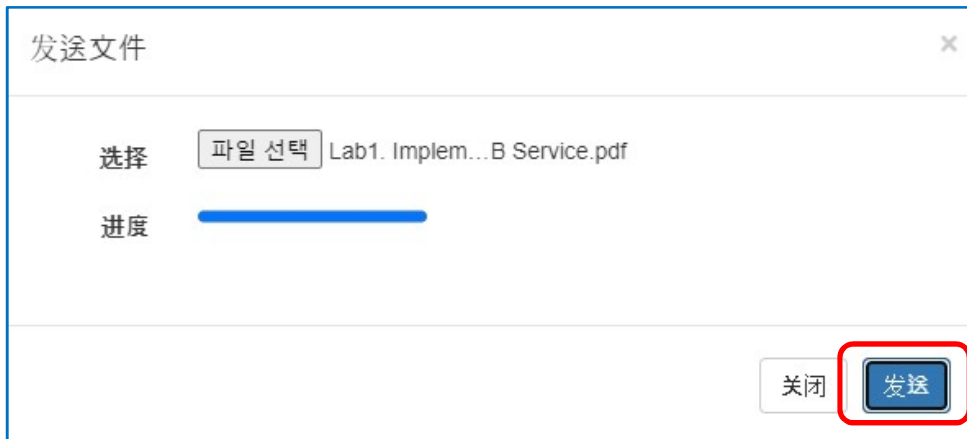 发送文件 ×
选择 파일 선택 Lab1. Implem...B Service.pdf
进度
关闭 发送